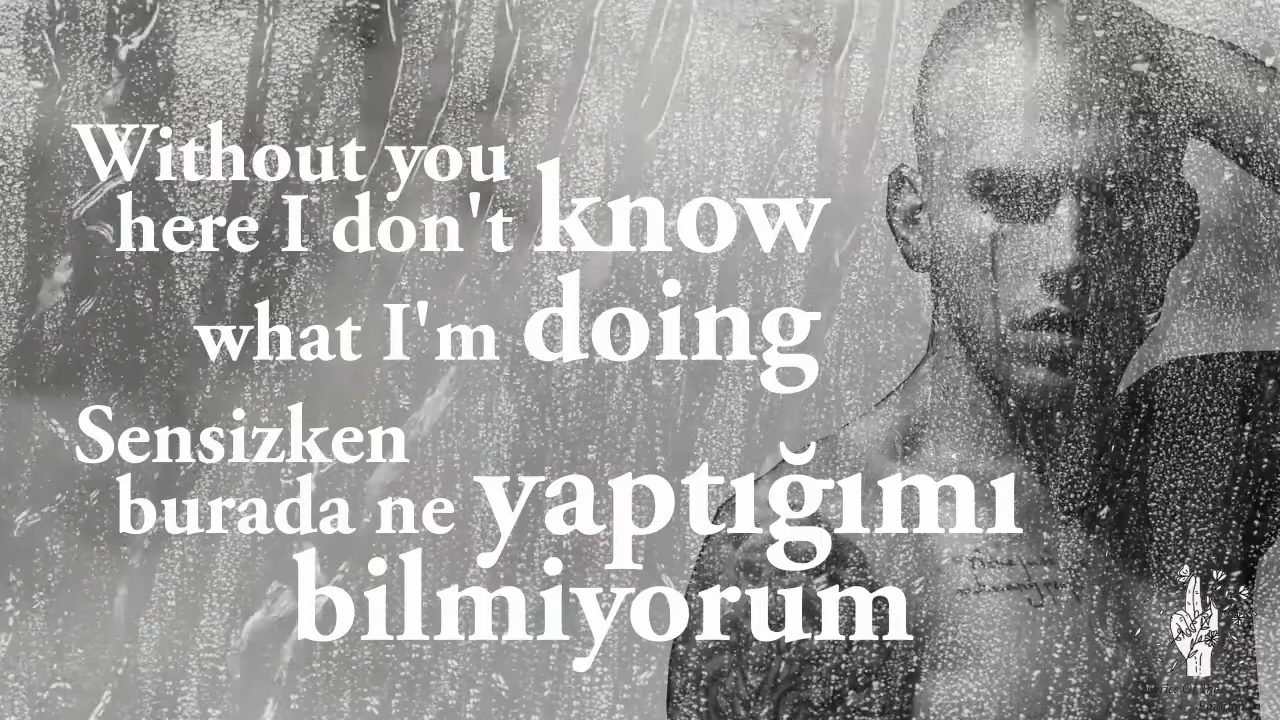 Without you
here I don't know
what I'm doing
Sensizken
burada ne yaptığımı
bilmiyorum